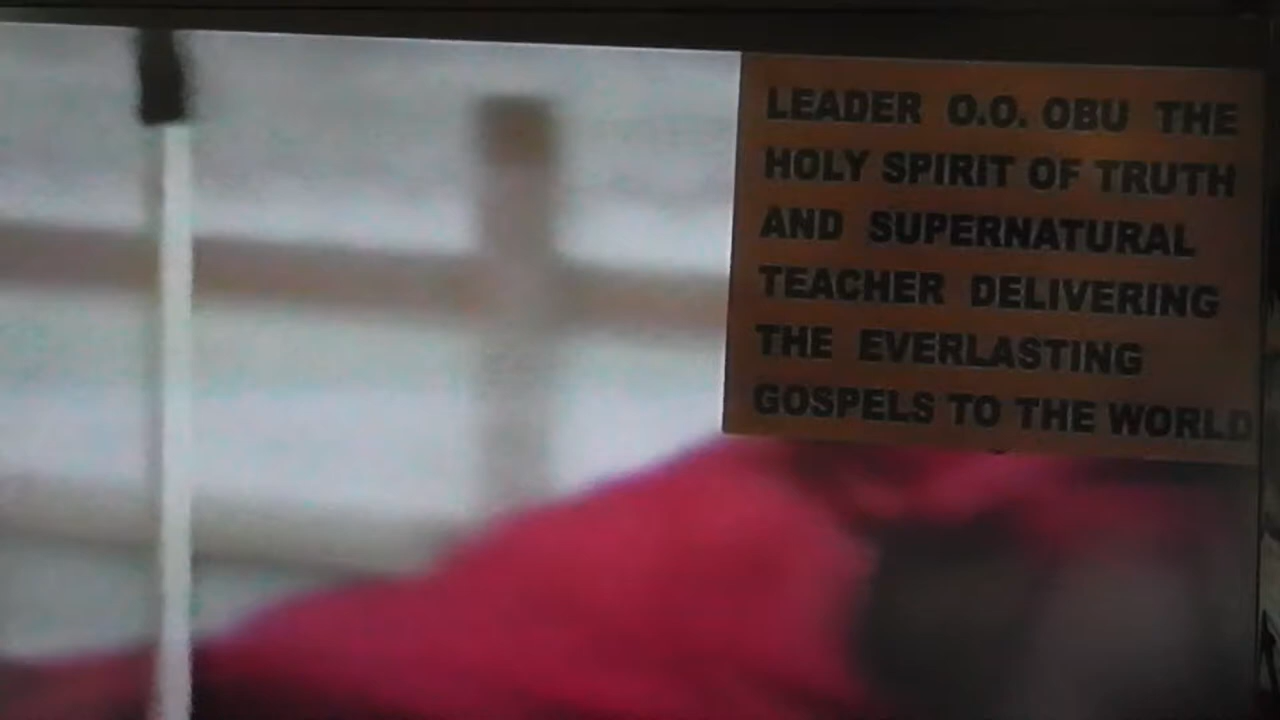 LEADER O.O. OBU THE
HOLY SPIRIT OF TRUTH
AND SUPERNATURAL
TEACHER DELIVERING
THE EVERLASTING
GOSPELS TO THE WORLD